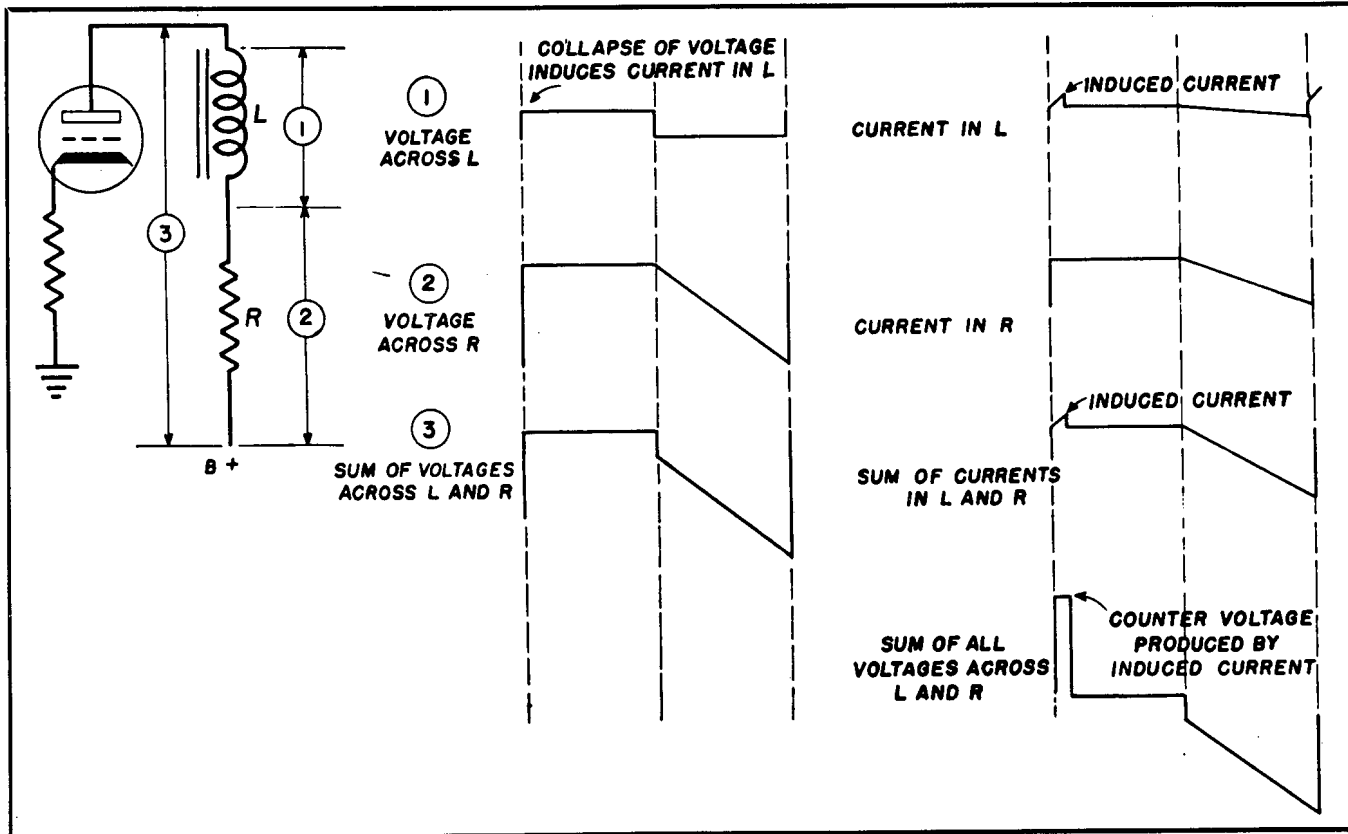 L
R
B +
1
2
3
1
VOLTAGE
ACROSS L
2
VOLTAGE
ACROSS R
3
SUM OF VOLTAGES
ACROSS L AND R
COLLAPSE OF VOLTAGE
INDUCES CURRENT IN L
CURRENT IN L
INDUCED CURRENT
CURRENT IN R
INDUCED CURRENT
SUM OF CURRENTS
IN L AND R
SUM OF ALL
VOLTAGES ACROSS
L AND R
COUNTER VOLTAGE
PRODUCED BY
INDUCED CURRENT